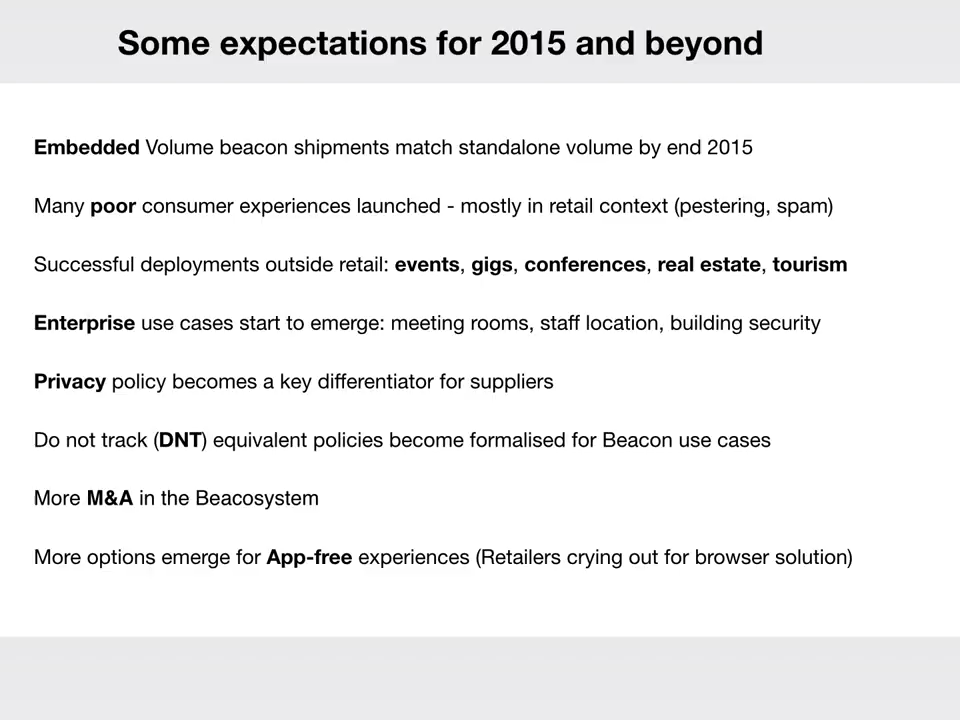 Some expectations for 2015 and beyond
Embedded Volume beacon shipments match standalone volume by end 2015
Many poor consumer experiences launched - mostly in retail context (pestering, spam)
Successful deployments outside retail: events, gigs, conferences, real estate, tourism
Enterprise use cases start to emerge: meeting rooms, staff location, building security
Privacy policy becomes a key differentiator for suppliers
Do not track (DNT) equivalent policies become formalised for Beacon use cases
More M&A in the Beacosystem
More options emerge for App-free experiences (Retailers crying out for browser solution)